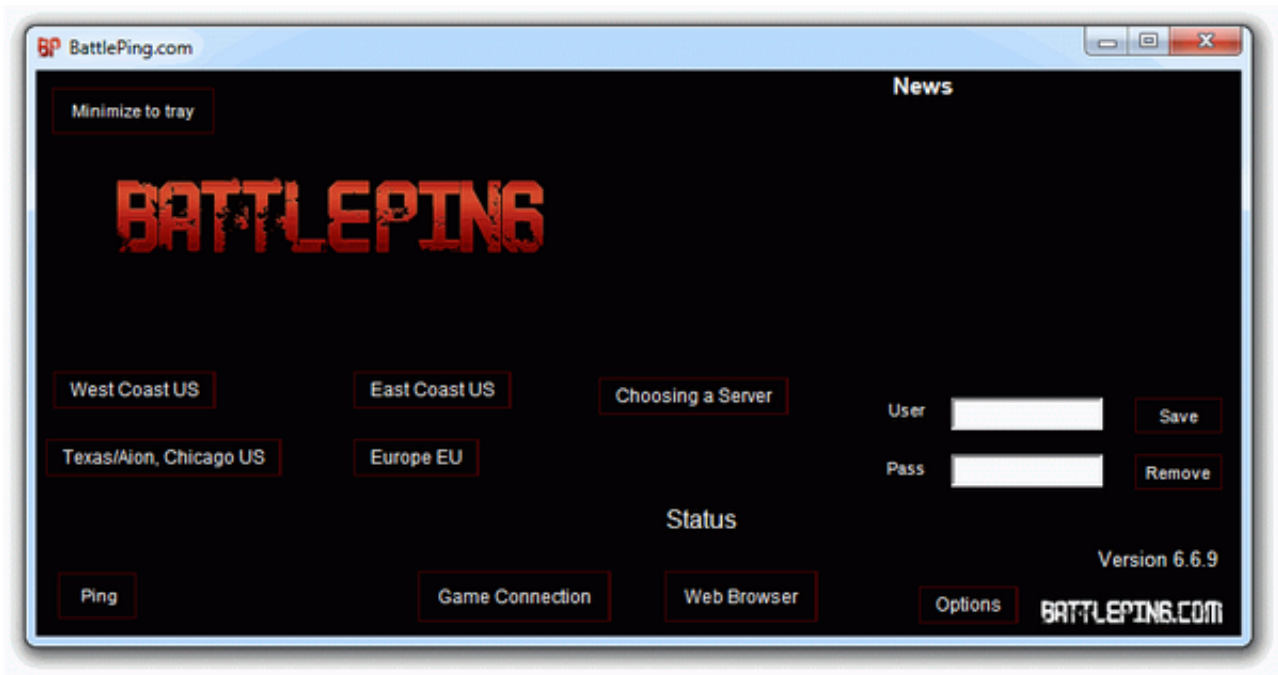 BP BattlePing.com
News
Minimize to tray
BATTLEPING
West Coast US
East Coast US
Choosing a Server
User
Save
Texas/Aion, Chicago US
Europe EU
Pass
Remove
Status
Version 6.6.9
Ping
Game Connection
Web Browser
Options
BATTLEPING.COM